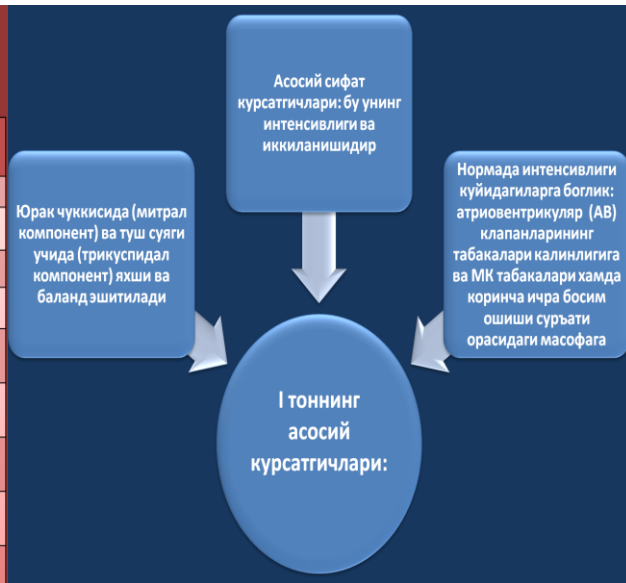 Асосий сифат
курсатгичлари: бу унинг
интенсивлиги ва
иккиланишидир
Юрак чуккисида (митрал
компонент) ва туш суяги
учида (трикуспидал
компонент) яхши ва
баланд эшитилади
Нормада интенсивлиги
куйидагиларга боглик:
атриовентрикуляр (АВ)
клапанларининг
табакалари калинлигига
ва МК табакалари хамда
коринча ичра босим
ошиши суръати
орасидаги масофага
I тоннинг
асосий
курсатгичлари: